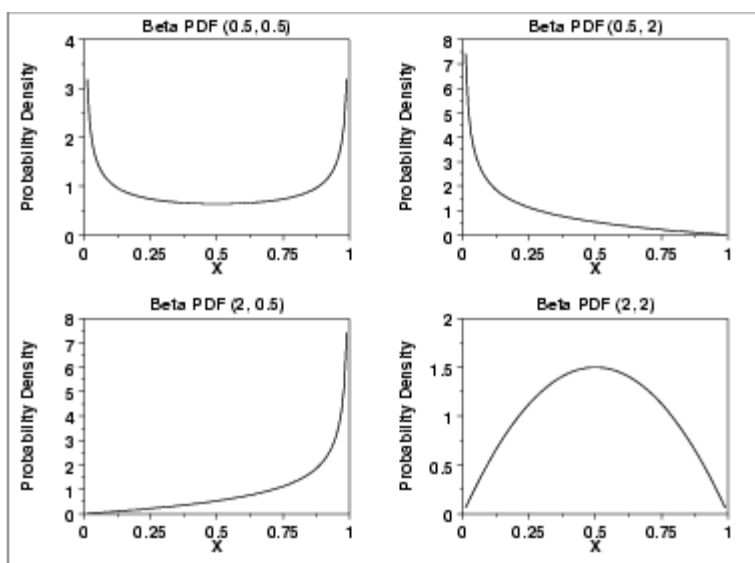 Beta PDF (0.5, 0.5)
Probability Density
4
3
2
1
0
0 0.25 0.5 0.75 1
X
Beta PDF (0.5, 2)
Probability Density
8
7
6
5
4
3
2
1
0
0 0.25 0.5 0.75 1
X
Beta PDF (2, 0.5)
Probability Density
8
7
6
5
4
3
2
1
0
0 0.25 0.5 0.75 1
X
Beta PDF (2, 2)
Probability Density
2
1.5
1
0.5
0
0 0.25 0.5 0.75 1
X